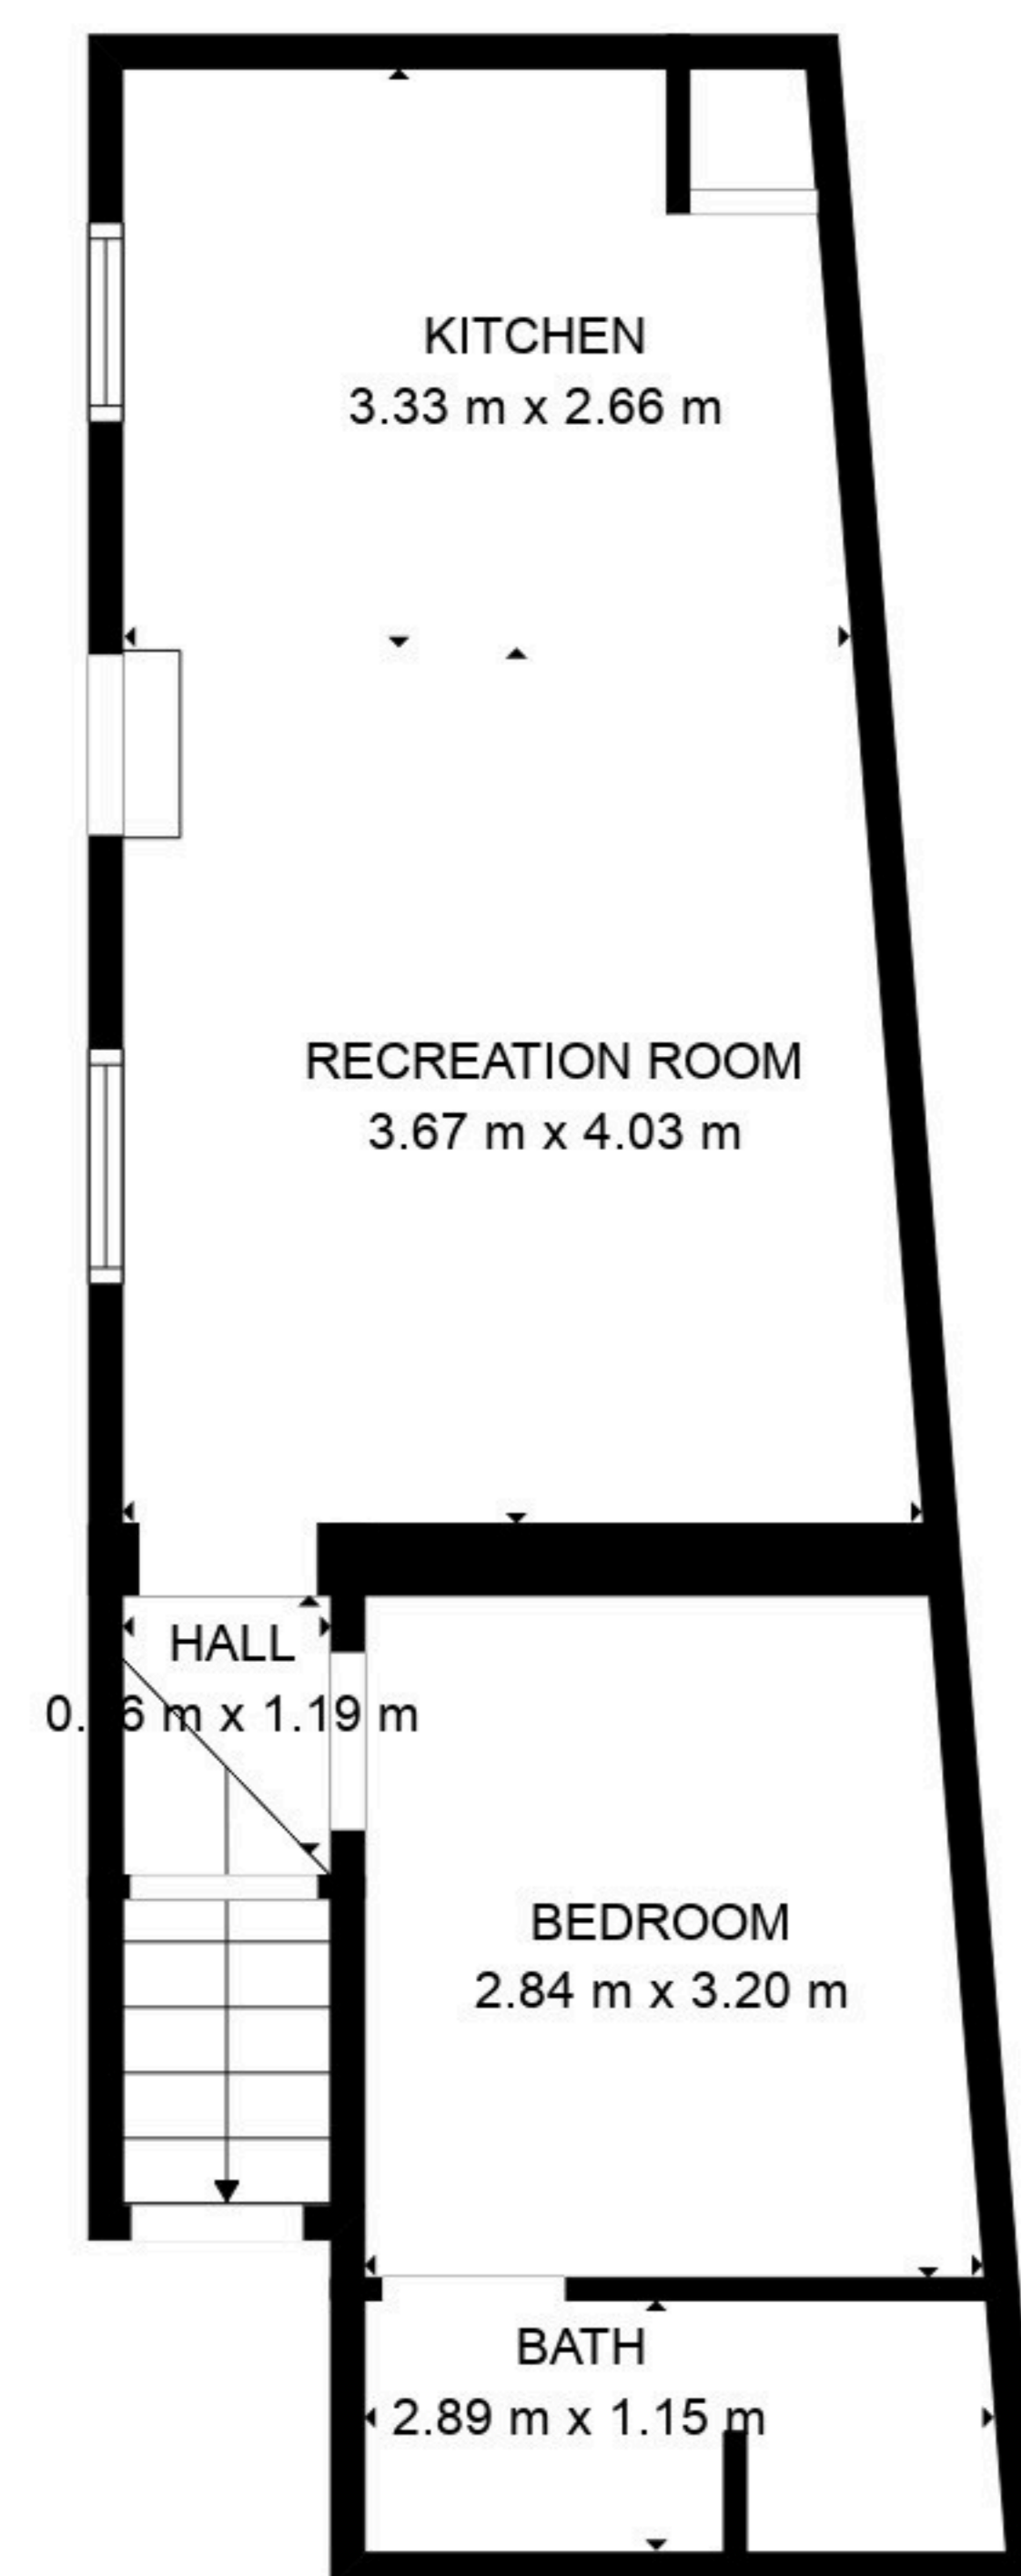 KITCHEN
3.33 m x 2.66 m
RECREATION ROOM
3.67 m x 4.03 m
HALL
m x 1.19 m
BEDROOM
2.84 m x 3.20 m
BATH
2.89 m x 1.15 m